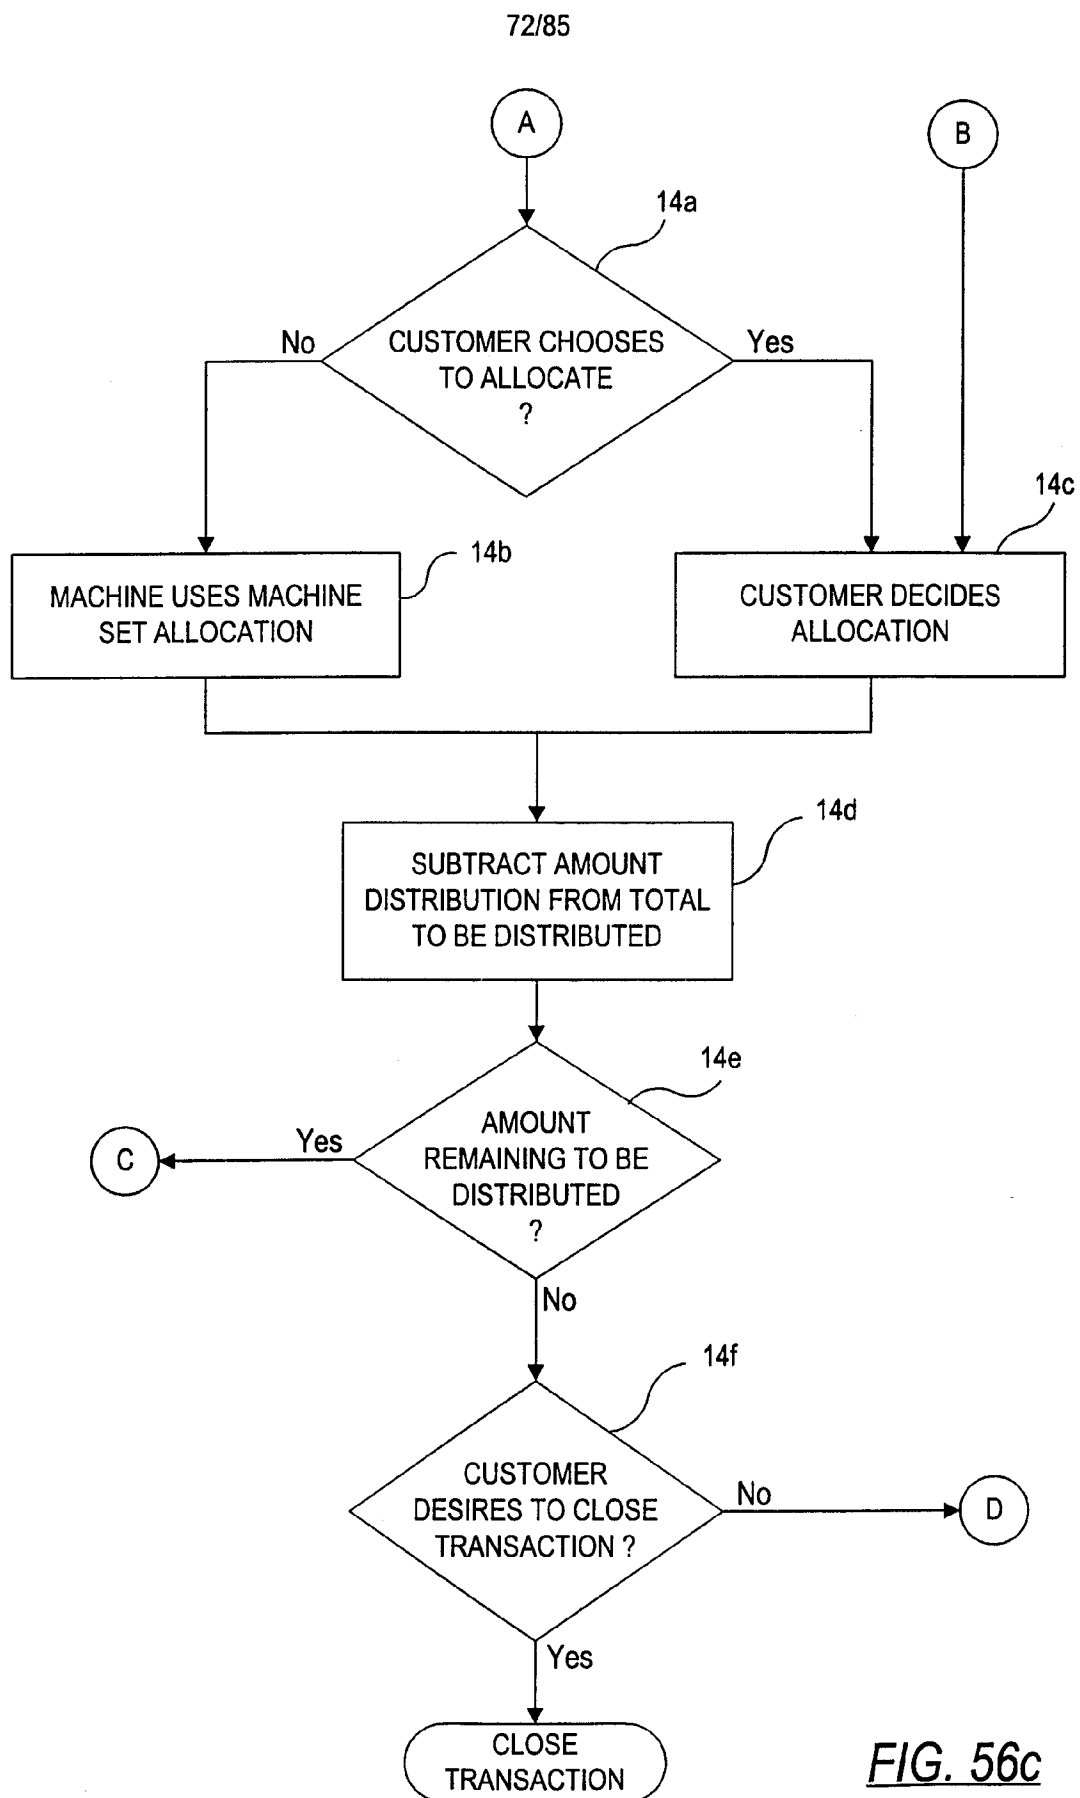 72/85
A
B
14a
No
CUSTOMER CHOOSES
TO ALLOCATE
?
Yes
14c
14b
MACHINE USES MACHINE
SET ALLOCATION
CUSTOMER DECIDES
ALLOCATION
14d
SUBTRACT AMOUNT
DISTRIBUTION FROM TOTAL
TO BE DISTRIBUTED
14e
C
Yes
AMOUNT
REMAINING TO BE
DISTRIBUTED
?
No
14f
CUSTOMER
DESIRES TO CLOSE
TRANSACTION ?
No
D
Yes
CLOSE
TRANSACTION
FIG. 56c